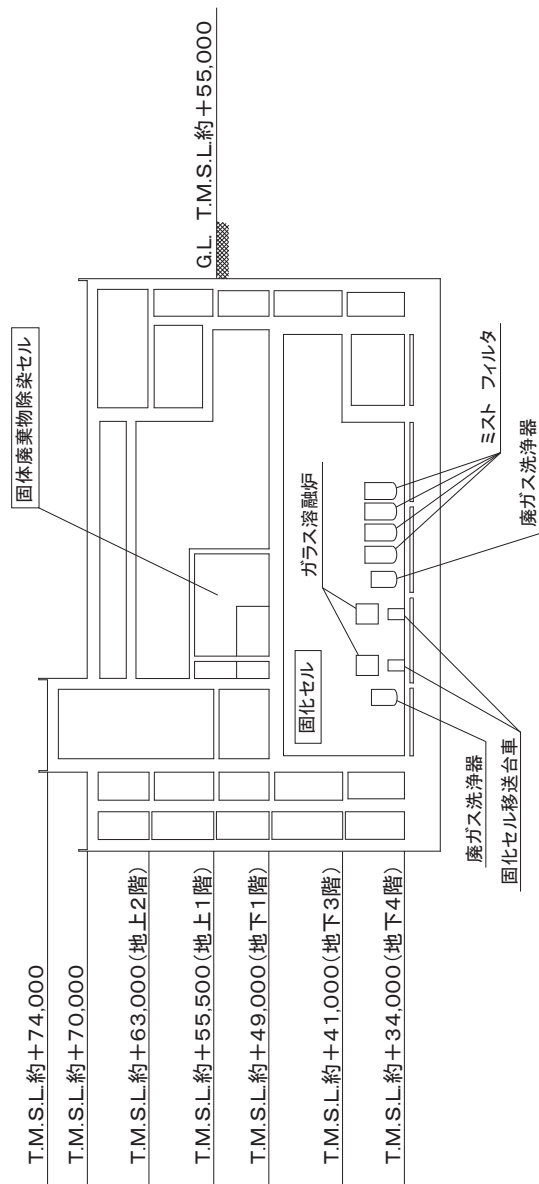 T.M.S.L.約＋74,000
T.M.S.L.約＋70,000
T.M.S.L.約＋63,000（地上2階）
T.M.S.L.約＋55,500（地上1階）
T.M.S.L.約＋49,000（地下1階）
T.M.S.L.約＋41,000（地下3階）
T.M.S.L.約＋34,000（地下4階）
固体廃棄物除染セル
G.L. T.M.S.L.約＋55,000
固化セル
ガラス溶融炉
廃ガス洗浄器
固化セル移送台車
ミスト フィルタ
廃ガス洗浄器